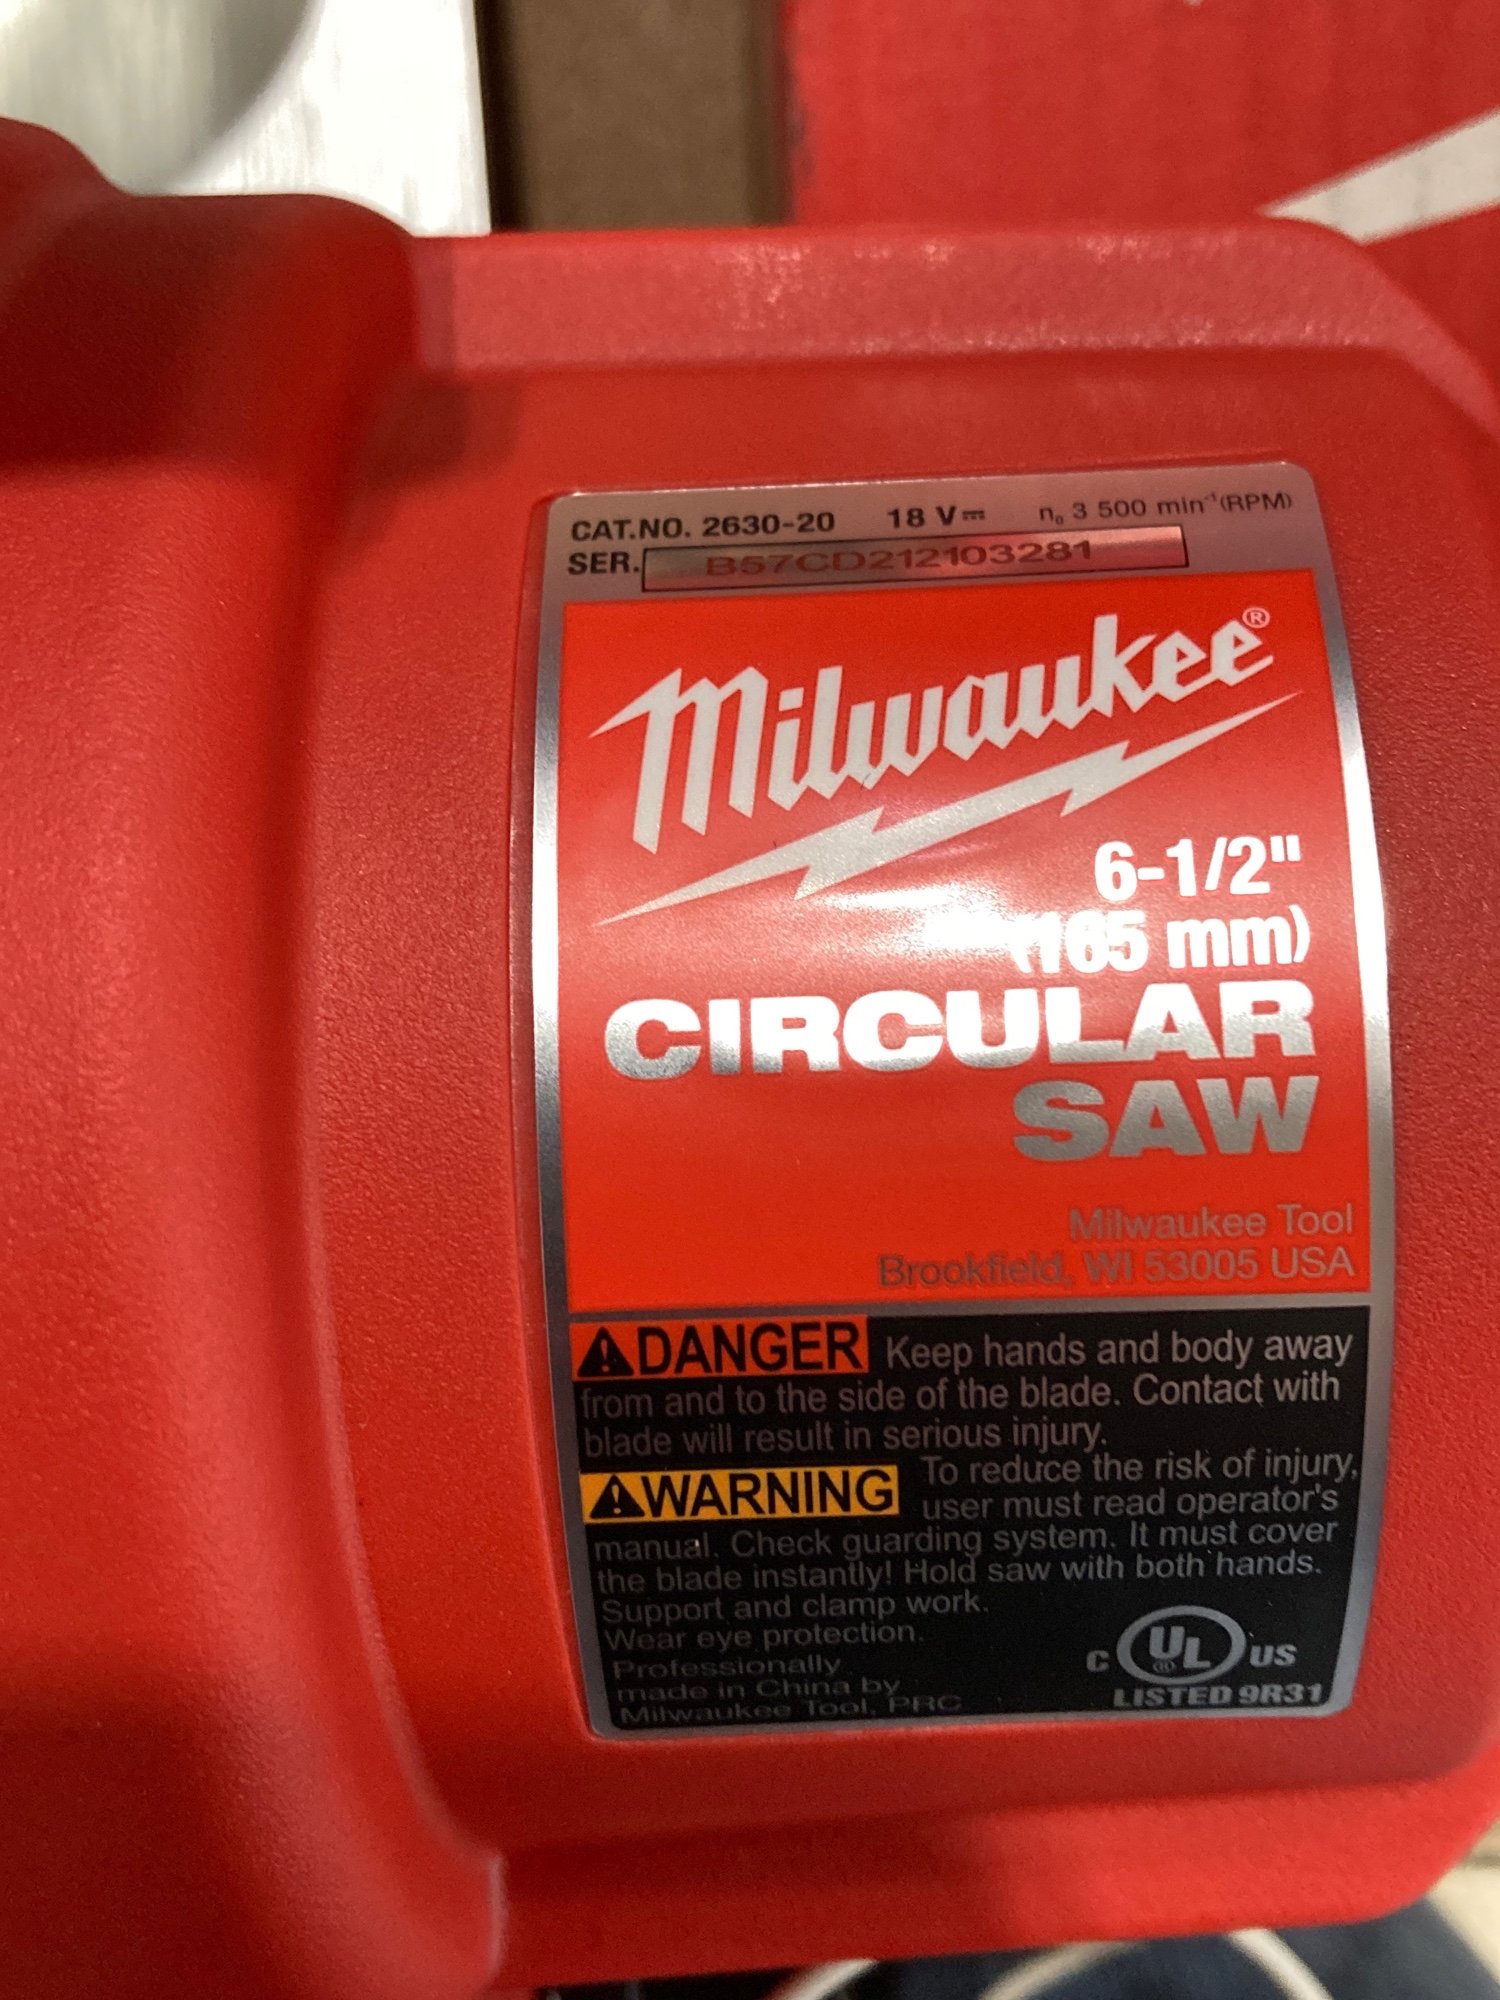 CAT.NO. 2630-20 18 V⎓ n₀ 3 500 min⁻¹(RPM)
SER. B57CD212103281
Milwaukee®
6-1/2"
(165 mm)
CIRCULAR
SAW
Milwaukee Tool
Brookfield, WI 53005 USA
⚠DANGER Keep hands and body away
from and to the side of the blade. Contact with
blade will result in serious injury.
⚠WARNING To reduce the risk of injury,
user must read operator's
manual. Check guarding system. It must cover
the blade instantly! Hold saw with both hands.
Support and clamp work.
Wear eye protection.
Professionally
made in China by
Milwaukee Tool, PRC
C UL® US
LISTED 9R31